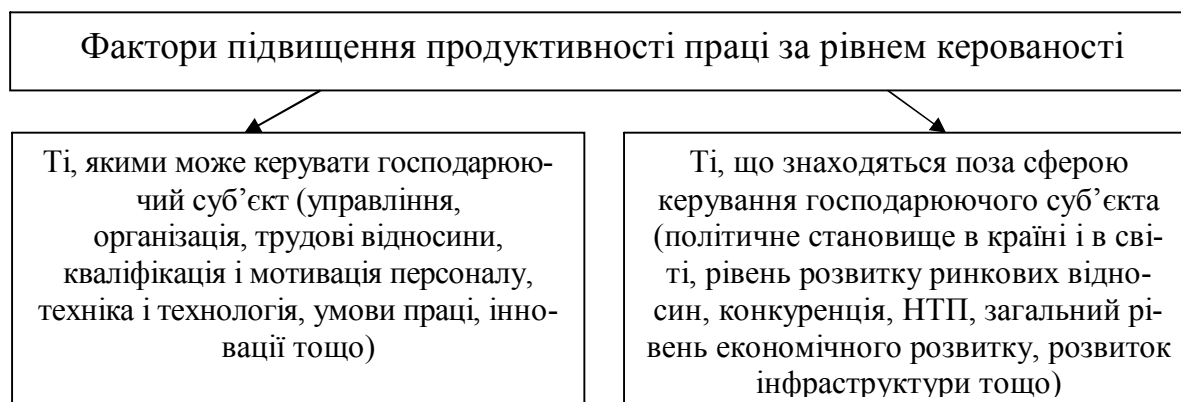 Фактори підвищення продуктивності праці за рівнем керованості
Ті, якими може керувати господарюю-
чий суб’єкт (управління,
організація, трудові відносини,
кваліфікація і мотивація персоналу,
техніка і технологія, умови праці, інно-
вації тощо)
Ті, що знаходяться поза сферою
керування господарюючого суб’єкта
(політичне становище в країні і в сві-
ті, рівень розвитку ринкових відно-
син, конкуренція, НТП, загальний рі-
вень економічного розвитку, розвиток
інфраструктури тощо)